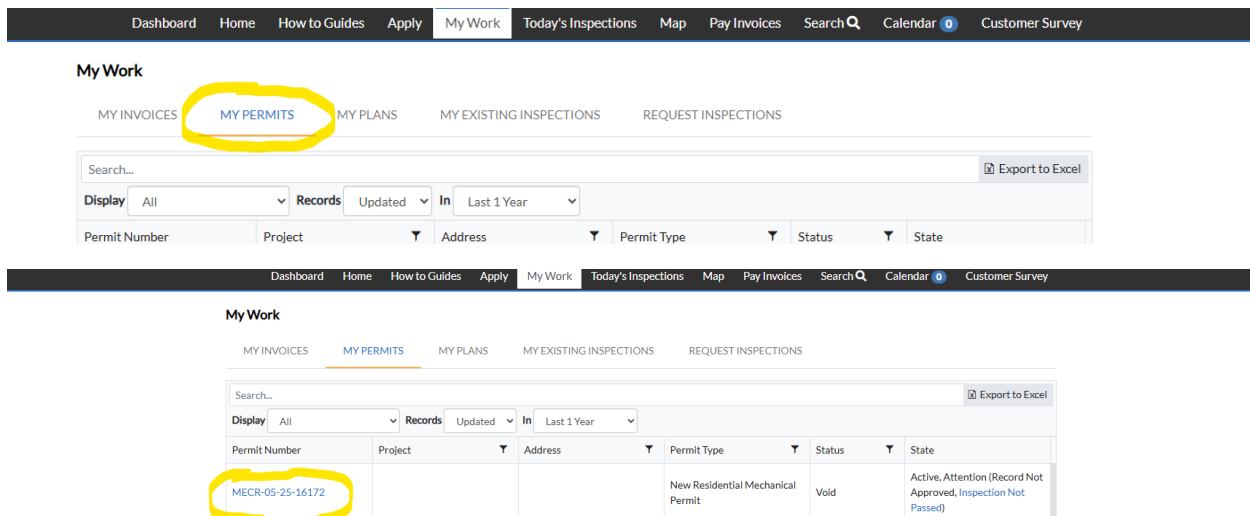 Dashboard Home How to Guides Apply My Work Today's Inspections Map Pay Invoices Search Calendar 0 Customer Survey
My Work
MY INVOICES MY PERMITS MY PLANS MY EXISTING INSPECTIONS REQUEST INSPECTIONS
Search... Export to Excel
Display All Records Updated In Last 1 Year
Permit Number Project Address Permit Type Status State
Dashboard Home How to Guides Apply My Work Today's Inspections Map Pay Invoices Search Calendar 0 Customer Survey
My Work
MY INVOICES MY PERMITS MY PLANS MY EXISTING INSPECTIONS REQUEST INSPECTIONS
Search... Export to Excel
Display All Records Updated In Last 1 Year
Permit Number Project Address Permit Type Status State
MECR-05-25-16172 New Residential Mechanical Permit Void Active, Attention (Record Not Approved, Inspection Not Passed)